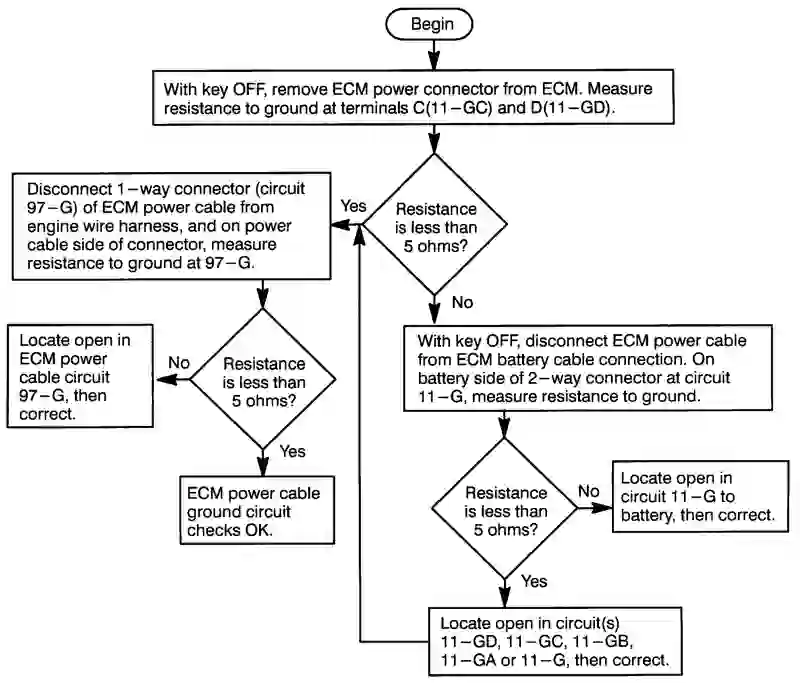 Begin
With key OFF, remove ECM power connector from ECM. Measure
resistance to ground at terminals C(11−GC) and D(11−GD).
Resistance
is less than
5 ohms?
Yes
Disconnect 1−way connector (circuit
97−G) of ECM power cable from
engine wire harness, and on power
cable side of connector, measure
resistance to ground at 97−G.
Resistance
is less than
5 ohms?
No
Locate open in
ECM power
cable circuit
97−G, then
correct.
Yes
ECM power cable
ground circuit
checks OK.
No
With key OFF, disconnect ECM power cable
from ECM battery cable connection. On
battery side of 2−way connector at circuit
11−G, measure resistance to ground.
Resistance
is less than
5 ohms?
No
Locate open in
circuit 11−G to
battery, then correct.
Yes
Locate open in circuit(s)
11−GD, 11−GC, 11−GB,
11−GA or 11−G, then correct.